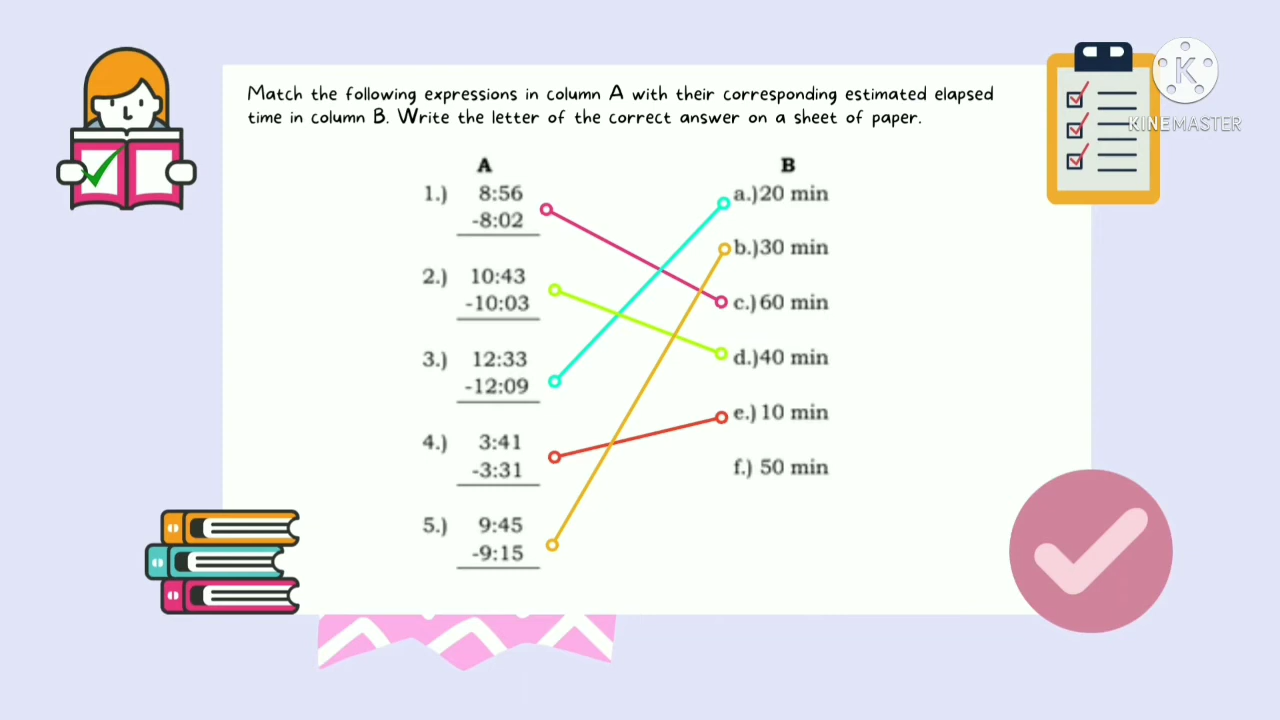 KINEMASTER
Match the following expressions in column A with their corresponding estimated elapsed
time in column B. Write the letter of the correct answer on a sheet of paper.
A
B
1.) 8:56
-8:02
2.) 10:43
-10:03
3.) 12:33
-12:09
4.) 3:41
-3:31
5.) 9:45
-9:15
a.)20 min
b.)30 min
c.)60 min
d.)40 min
e.)10 min
f.) 50 min